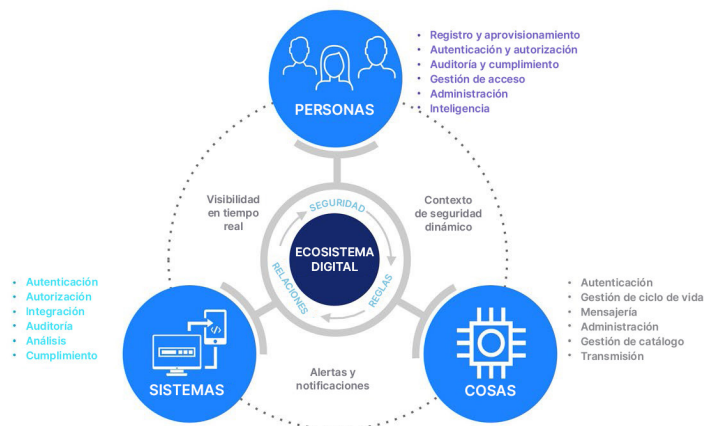 PERSONAS
• Registro y aprovisionamiento
• Autenticación y autorización
• Auditoría y cumplimiento
• Gestión de acceso
• Administración
• Inteligencia
Visibilidad
en tiempo
real
Contexto
de seguridad
dinámico
SEGURIDAD
REGLAS
RELACIONES
ECOSISTEMA
DIGITAL
• Autenticación
• Autorización
• Integración
• Auditoría
• Análisis
• Cumplimiento
SISTEMAS
</>
Alertas y
notificaciones
COSAS
• Autenticación
• Gestión de ciclo de vida
• Mensajería
• Administración
• Gestión de catálogo
• Transmisión